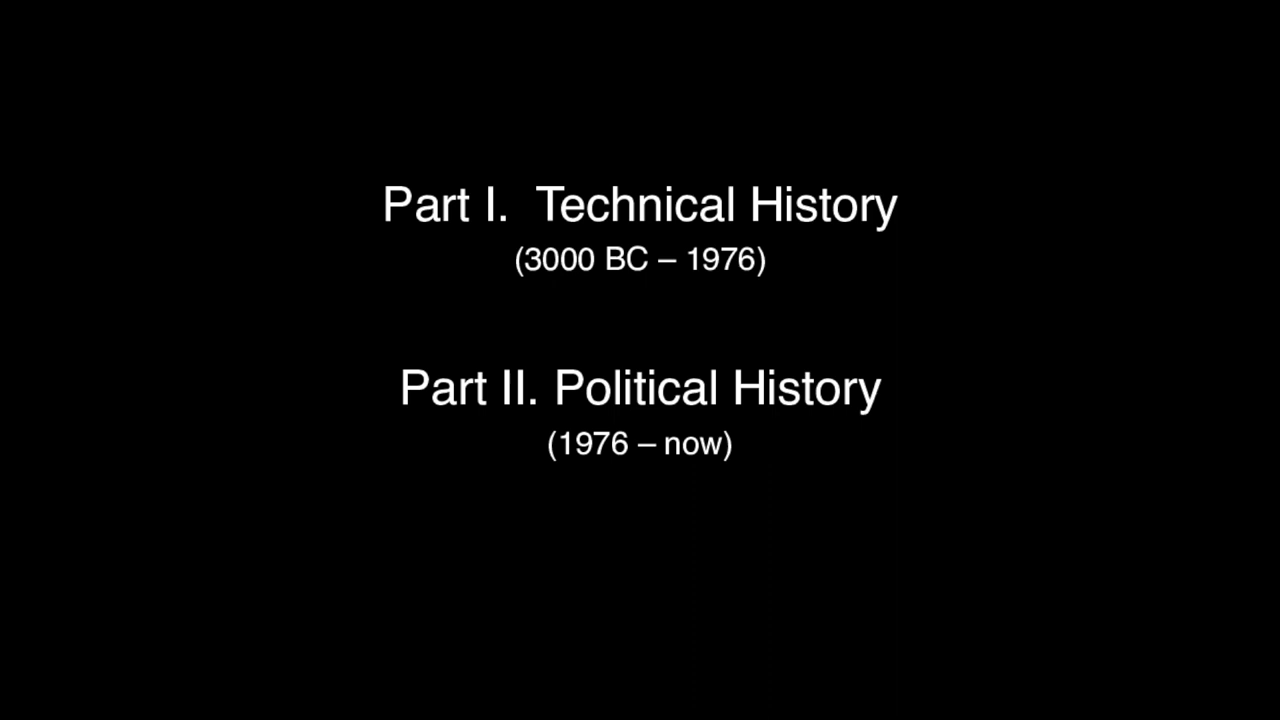 Part I.  Technical History
(3000 BC – 1976)
Part II. Political History
(1976 – now)